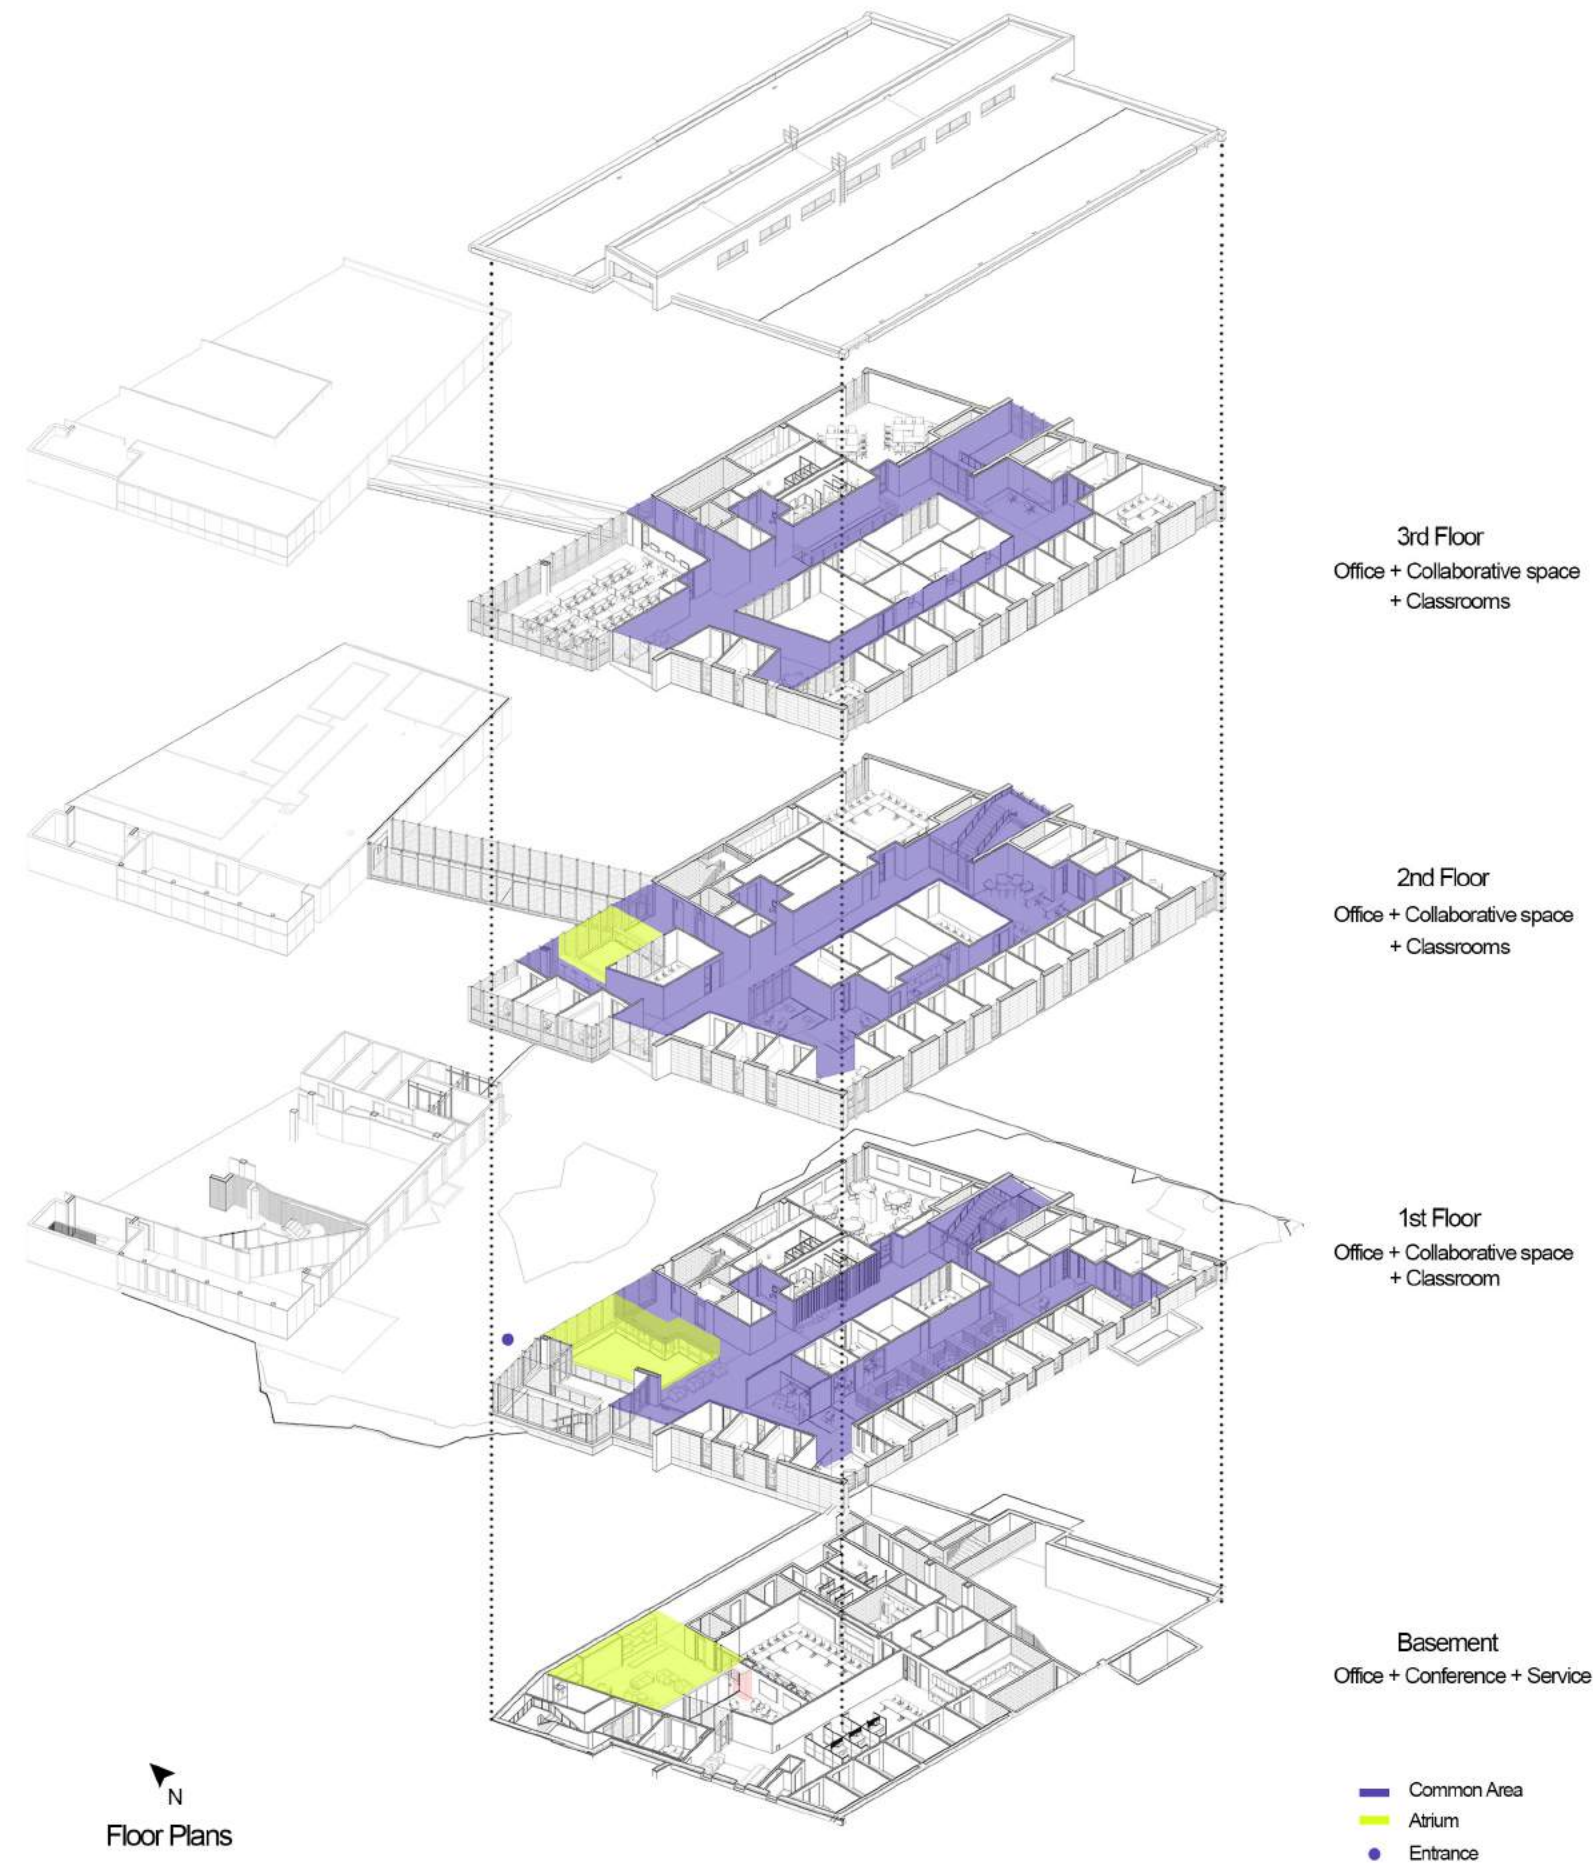 3rd Floor
Office + Collaborative space
+ Classrooms
2nd Floor
Office + Collaborative space
+ Classrooms
1st Floor
Office + Collaborative space
+ Classroom
Basement
Office + Conference + Service
N
Floor Plans
Common Area
Atrium
Entrance